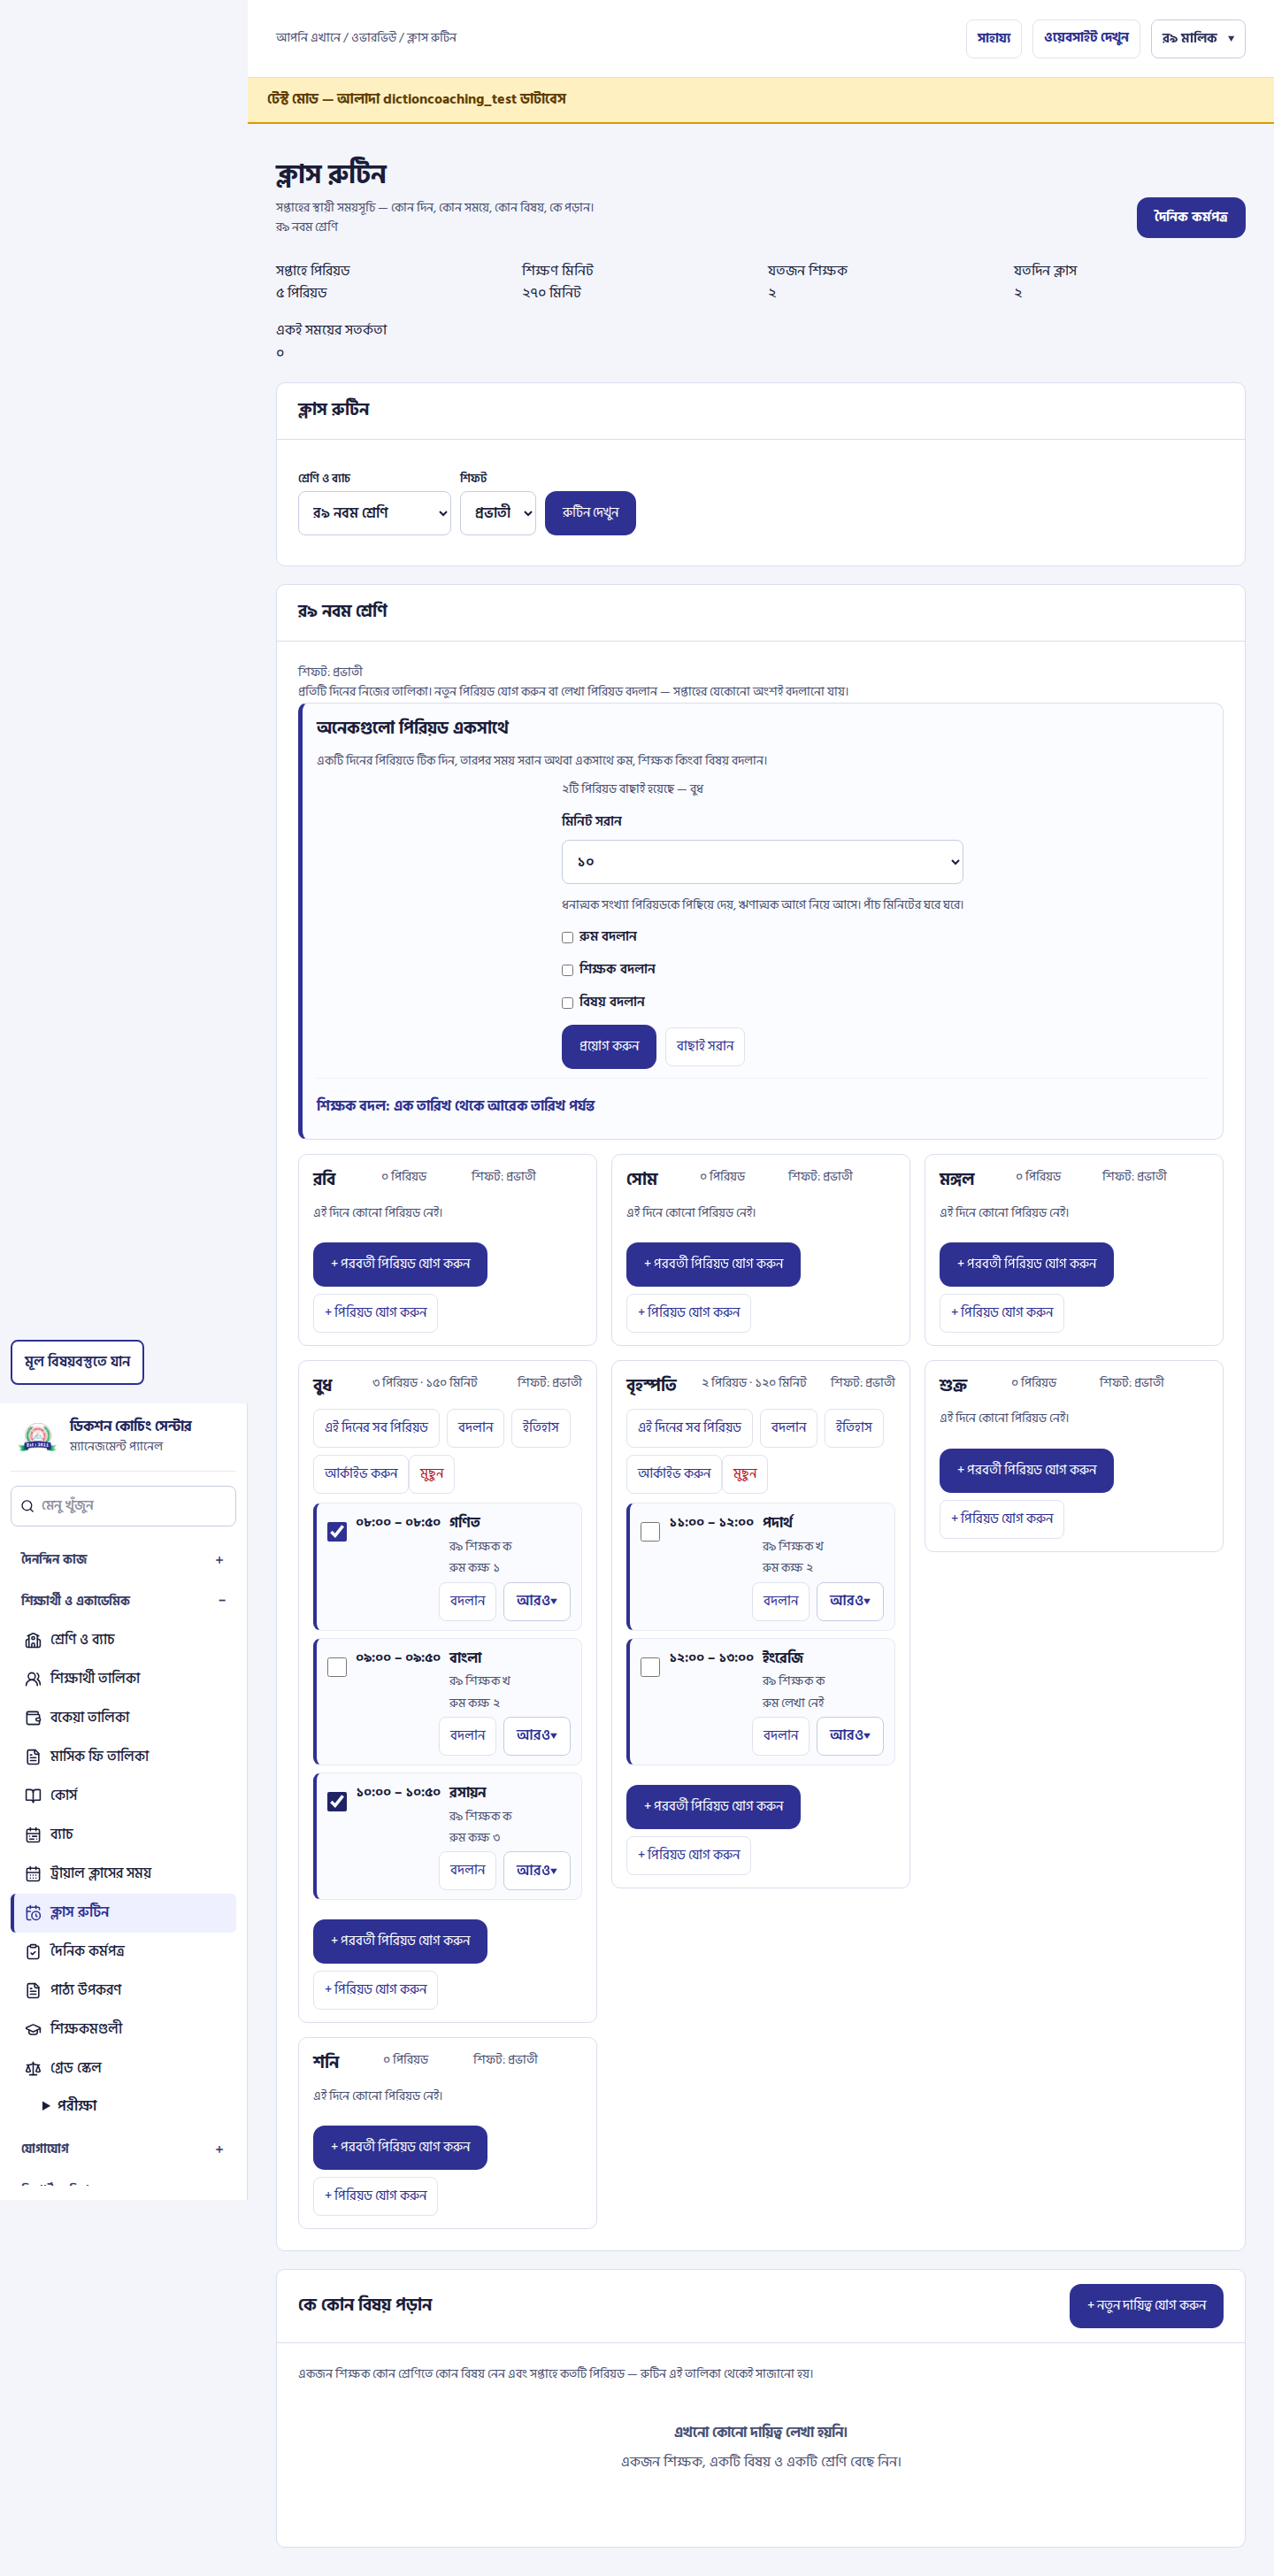 আপনি এখানে / ওভারভিউ / ক্লাস রুটিন
সাহায্য
ওয়েবসাইট দেখুন
র৯ মালিক
টেস্ট মোড — আলাদা dictioncoaching_test ডাটাবেস
ক্লাস রুটিন
সপ্তাহের স্থায়ী সময়সূচি — কোন দিন, কোন সময়ে, কোন বিষয়, কে পড়ান।
র৯ নবম শ্রেণি
দৈনিক কর্মপত্র
সপ্তাহে পিরিয়ড
৫ পিরিয়ড
শিক্ষণ মিনিট
২৭০ মিনিট
যতজন শিক্ষক
২
যতদিন ক্লাস
২
একই সময়ের সতর্কতা
০
ক্লাস রুটিন
শ্রেণি ও ব্যাচ
র৯ নবম শ্রেণি
শিফট
প্রভাতী
রুটিন দেখুন
র৯ নবম শ্রেণি
শিফট: প্রভাতী
প্রতিটি দিনের নিজের তালিকা। নতুন পিরিয়ড যোগ করুন বা লেখা পিরিয়ড বদলান — সপ্তাহের যেকোনো অংশই বদলানো যায়।
অনেকগুলো পিরিয়ড একসাথে
একটি দিনের পিরিয়ডে টিক দিন, তারপর সময় সরান অথবা একসাথে রুম, শিক্ষক কিংবা বিষয় বদলান।
২টি পিরিয়ড বাছাই হয়েছে — বুধ
মিনিট সরান
১০
ধনাত্মক সংখ্যা পিরিয়ডকে পিছিয়ে দেয়, ঋণাত্মক আগে নিয়ে আসে। পাঁচ মিনিটের ঘরে ঘরে।
রুম বদলান
শিক্ষক বদলান
বিষয় বদলান
প্রয়োগ করুন
বাছাই সরান
শিক্ষক বদল: এক তারিখ থেকে আরেক তারিখ পর্যন্ত
রবি
০ পিরিয়ড
শিফট: প্রভাতী
এই দিনে কোনো পিরিয়ড নেই।
+ পরবর্তী পিরিয়ড যোগ করুন
+ পিরিয়ড যোগ করুন
সোম
০ পিরিয়ড
শিফট: প্রভাতী
এই দিনে কোনো পিরিয়ড নেই।
+ পরবর্তী পিরিয়ড যোগ করুন
+ পিরিয়ড যোগ করুন
মঙ্গল
০ পিরিয়ড
শিফট: প্রভাতী
এই দিনে কোনো পিরিয়ড নেই।
+ পরবর্তী পিরিয়ড যোগ করুন
+ পিরিয়ড যোগ করুন
বুধ
৩ পিরিয়ড · ১৫০ মিনিট
শিফট: প্রভাতী
এই দিনের সব পিরিয়ড
বদলান
ইতিহাস
আর্কাইভ করুন
মুছুন
০৮:০০ – ০৮:৫০ গণিত
র৯ শিক্ষক ক
রুম কক্ষ ১
বদলান
আরও
০৯:০০ – ০৯:৫০ বাংলা
র৯ শিক্ষক খ
রুম কক্ষ ২
বদলান
আরও
১০:০০ – ১০:৫০ রসায়ন
র৯ শিক্ষক ক
রুম কক্ষ ৩
বদলান
আরও
+ পরবর্তী পিরিয়ড যোগ করুন
+ পিরিয়ড যোগ করুন
বৃহস্পতি
২ পিরিয়ড · ১২০ মিনিট
শিফট: প্রভাতী
এই দিনের সব পিরিয়ড
বদলান
ইতিহাস
আর্কাইভ করুন
মুছুন
১১:০০ – ১২:০০ পদার্থ
র৯ শিক্ষক খ
রুম কক্ষ ২
বদলান
আরও
১২:০০ – ১৩:০০ ইংরেজি
র৯ শিক্ষক ক
রুম লেখা নেই
বদলান
আরও
+ পরবর্তী পিরিয়ড যোগ করুন
+ পিরিয়ড যোগ করুন
শুক্র
০ পিরিয়ড
শিফট: প্রভাতী
এই দিনে কোনো পিরিয়ড নেই।
+ পরবর্তী পিরিয়ড যোগ করুন
+ পিরিয়ড যোগ করুন
শনি
০ পিরিয়ড
শিফট: প্রভাতী
এই দিনে কোনো পিরিয়ড নেই।
+ পরবর্তী পিরিয়ড যোগ করুন
+ পিরিয়ড যোগ করুন
কে কোন বিষয় পড়ান
+ নতুন দায়িত্ব যোগ করুন
একজন শিক্ষক কোন শ্রেণিতে কোন বিষয় নেন এবং সপ্তাহে কতটি পিরিয়ড — রুটিন এই তালিকা থেকেই সাজানো হয়।
এখনো কোনো দায়িত্ব লেখা হয়নি।
একজন শিক্ষক, একটি বিষয় ও একটি শ্রেণি বেছে নিন।
মূল বিষয়বস্তুতে যান
ডিকশন কোচিং সেন্টার
ম্যানেজমেন্ট প্যানেল
মেনু খুঁজুন
দৈনন্দিন কাজ +
শিক্ষার্থী ও একাডেমিক –
শ্রেণি ও ব্যাচ
শিক্ষার্থী তালিকা
বকেয়া তালিকা
মাসিক ফি তালিকা
কোর্স
ব্যাচ
ট্রায়াল ক্লাসের সময়
ক্লাস রুটিন
দৈনিক কর্মপত্র
পাঠ্য উপকরণ
শিক্ষকমণ্ডলী
গ্রেড স্কেল
পরীক্ষা
যোগাযোগ +